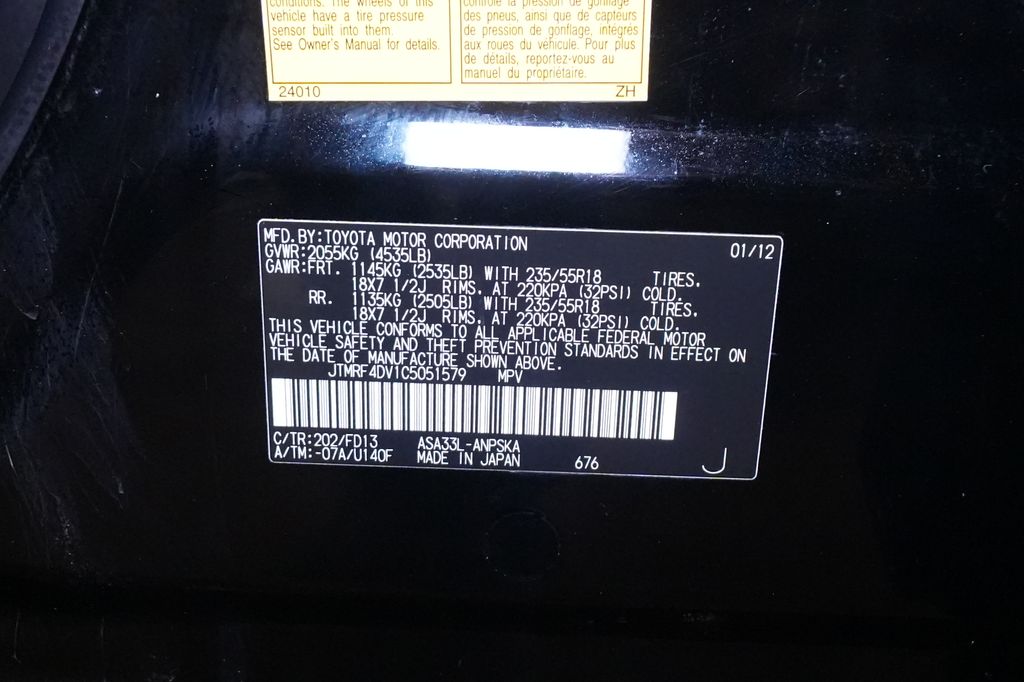 conditions. The wheels of this
vehicle have a tire pressure
sensor built into them.
See Owner's Manual for details.
contrôle la pression de gonflage
des pneus, ainsi que de capteurs
de pression de gonflage, intégrés
aux roues du véhicule. Pour plus
de détails, reportez-vous au
manuel du propriétaire.
24010 ZH
MFD.BY:TOYOTA MOTOR CORPORATION 01/12
GVWR:2055KG (4535LB)
GAWR:FRT. 1145KG (2535LB) WITH 235/55R18 TIRES.
18X7 1/2J RIMS, AT 220KPA (32PSI) COLD.
RR. 1135KG (2505LB) WITH 235/55R18 TIRES.
18X7 1/2J RIMS, AT 220KPA (32PSI) COLD.
THIS VEHICLE CONFORMS TO ALL APPLICABLE FEDERAL MOTOR
VEHICLE SAFETY AND THEFT PREVENTION STANDARDS IN EFFECT ON
THE DATE OF MANUFACTURE SHOWN ABOVE.
JTMRF4DV1C5051579 MPV
C/TR:202/FD13 ASA33L-ANPSKA
A/TM:-07A/U140F MADE IN JAPAN 676 J